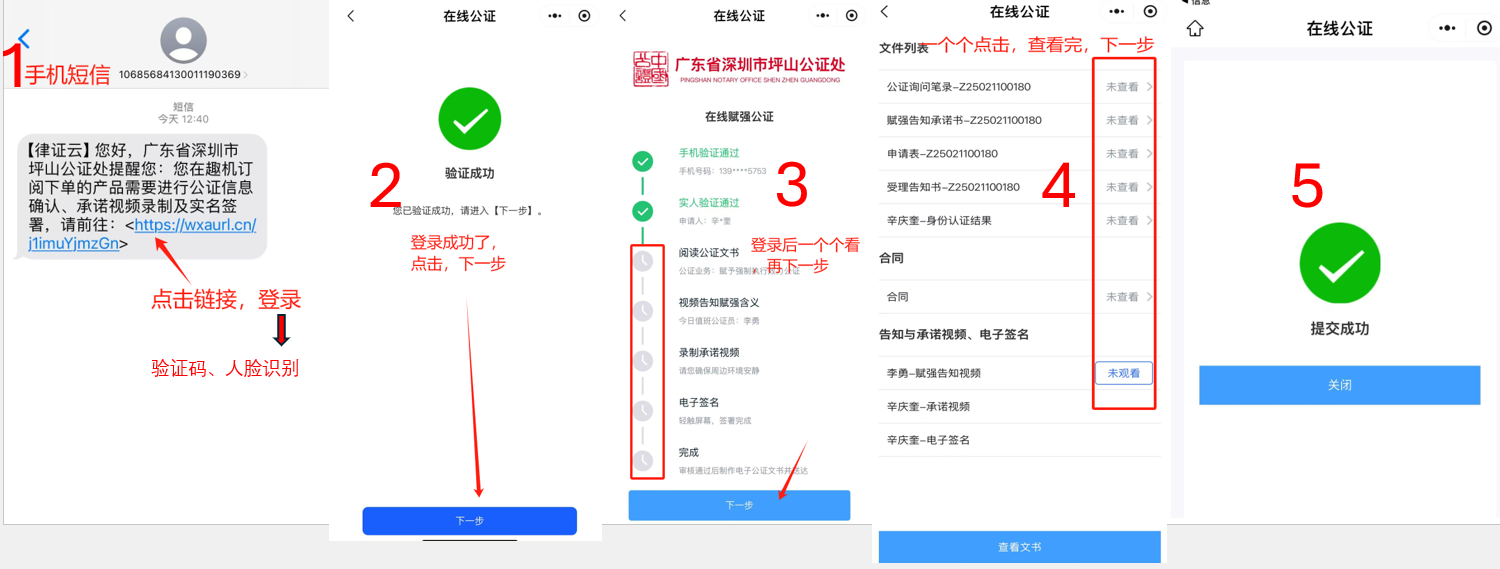 1手机短信
10685684130011190369
短信
今天 12:40
【律证云】您好，广东省深圳市
坪山公证处提醒您：您在趣机订
阅下单的产品需要进行公证信息
确认、承诺视频录制及实名签
署，请前往：<https://wxaurl.cn/
j1imuYjmzGn>
点击链接，登录
验证码、人脸识别
在线公证
2
验证成功
您已验证成功，请进入【下一步】。
登录成功了，
点击，下一步
下一步
在线公证
广东省深圳市坪山公证处
PINGSHAN NOTARY OFFICE SHEN ZHEN GUANGDONG
在线赋强公证
3
手机验证通过
手机号码：139****5753
实人验证通过
申请人：辛*奎
阅读公证文书
公证业务：赋予强制执行效力公证
登录后一个个看
再下一步
视频告知赋强含义
今日值班公证员：李勇
录制承诺视频
请您确保周边环境安静
电子签名
轻触屏幕，签署完成
完成
审核通过后制作电子公证文书并送达
下一步
在线公证
文件列表
一个个点击，查看完，下一步
公证询问笔录-Z25021100180 未查看
赋强告知承诺书-Z25021100180 未查看
申请表-Z25021100180 未查看
受理告知书-Z25021100180 未查看
4
辛庆奎-身份认证结果 未查看
合同
合同 未查看
告知与承诺视频、电子签名
李勇-赋强告知视频 未观看
辛庆奎-承诺视频
辛庆奎-电子签名
查看文书
信息
在线公证
5
提交成功
关闭